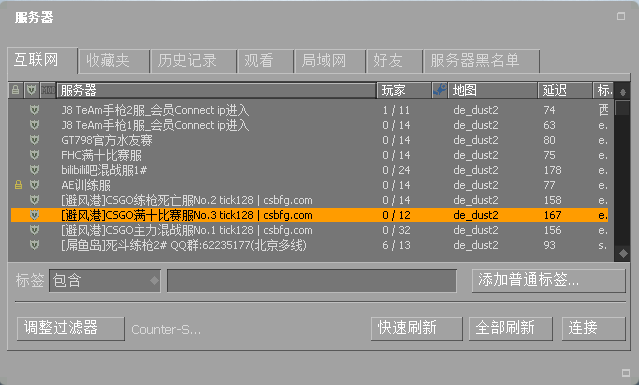 服务器
互联网 收藏夹 历史记录 观看 局域网 好友 服务器黑名单
服务器 玩家 地图 延迟 标.
J8 TeAm手枪2服_会员Connect ip进入 1 / 11 de_dust2 74 西
J8 TeAm手枪1服_会员Connect ip进入 0 / 14 de_dust2 63 e.
GT798官方水友赛 0 / 14 de_dust2 80 e.
FHC满十比赛服 0 / 14 de_dust2 75 e.
bilibili吧混战服1# 0 / 24 de_dust2 178 e.
AE训练服 0 / 14 de_dust2 77 e.
[避风港]CSGO练枪死亡服No.2 tick128 | csbfg.com 0 / 14 de_dust2 158 e.
[避风港]CSGO满十比赛服No.3 tick128 | csbfg.com 0 / 12 de_dust2 167 e.
[避风港]CSGO主力混战服No.1 tick128 | csbfg.com 0 / 32 de_dust2 156 e.
[屌鱼岛]死斗练枪2# QQ群:62235177(北京多线) 6 / 13 de_dust2 93 s.
标签 包含 添加普通标签...
调整过滤器 Counter-S... 快速刷新 全部刷新 连接